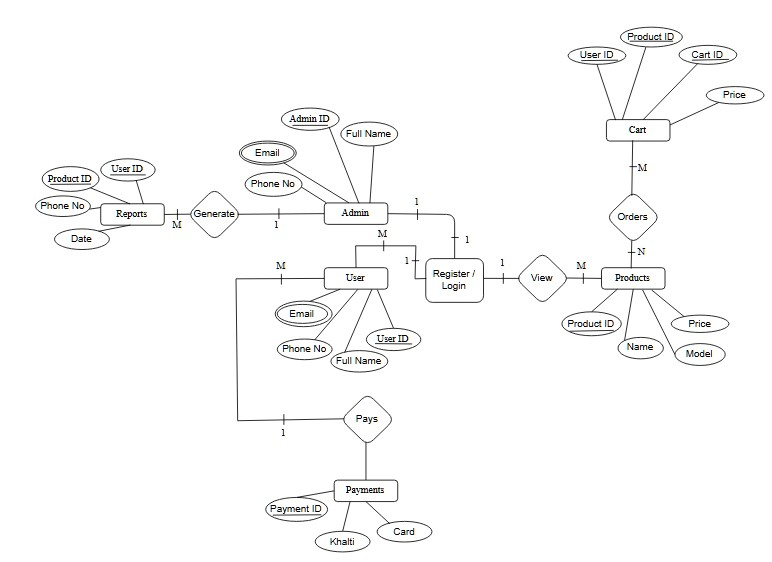 Product ID
User ID
Cart ID
Price
Cart
M
Orders
N
Admin ID
Full Name
Email
Phone No
Admin
1
1
User ID
Product ID
Phone No
Reports
Date
M
Generate
1
M
1
Register /
Login
1
View
M
Products
Product ID
Name
Model
Price
M
User
Email
Phone No
Full Name
User ID
1
Pays
Payments
Payment ID
Khalti
Card